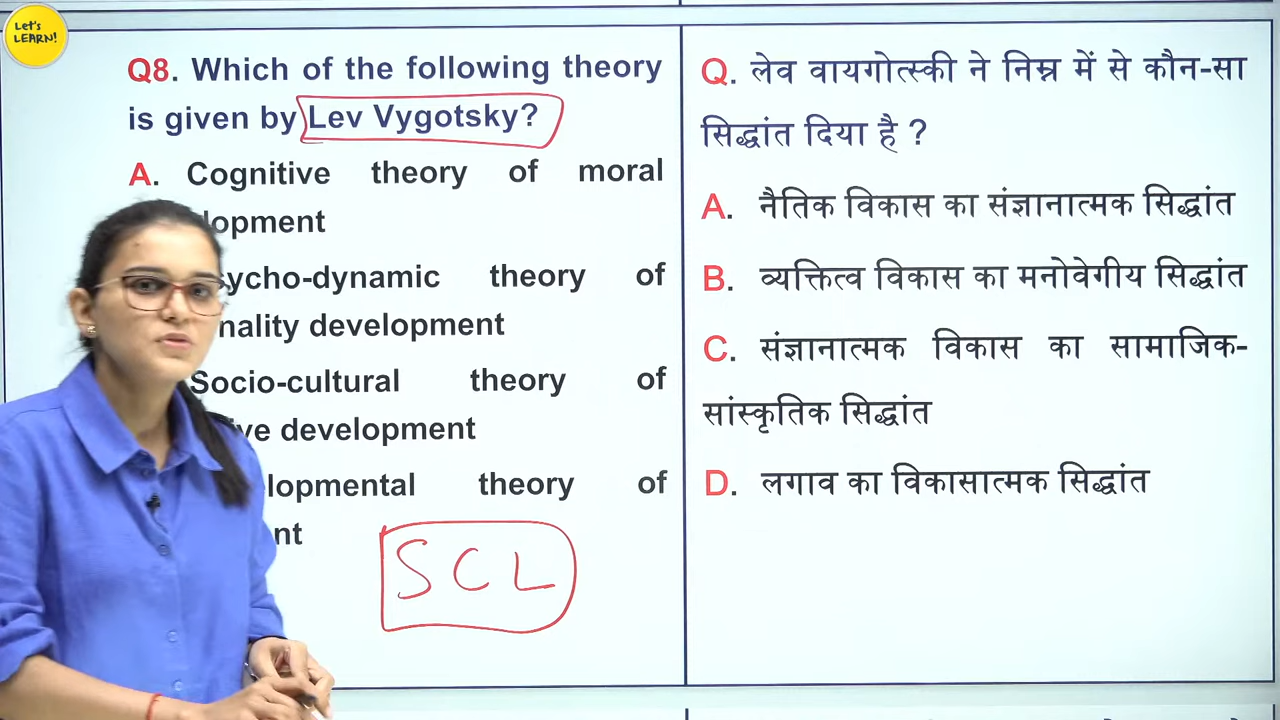 Let's
LEARN!
Q8. Which of the following theory
is given by Lev Vygotsky?
A. Cognitive theory of moral
lopment
ycho-dynamic theory of
nality development
Socio-cultural theory of
ive development
lopmental theory of
nt
SCL
Q. लेव वायगोत्स्की ने निम्न में से कौन-सा
सिद्धांत दिया है ?
A. नैतिक विकास का संज्ञानात्मक सिद्धांत
B. व्यक्तित्व विकास का मनोवेगीय सिद्धांत
C. संज्ञानात्मक विकास का सामाजिक-
सांस्कृतिक सिद्धांत
D. लगाव का विकासात्मक सिद्धांत